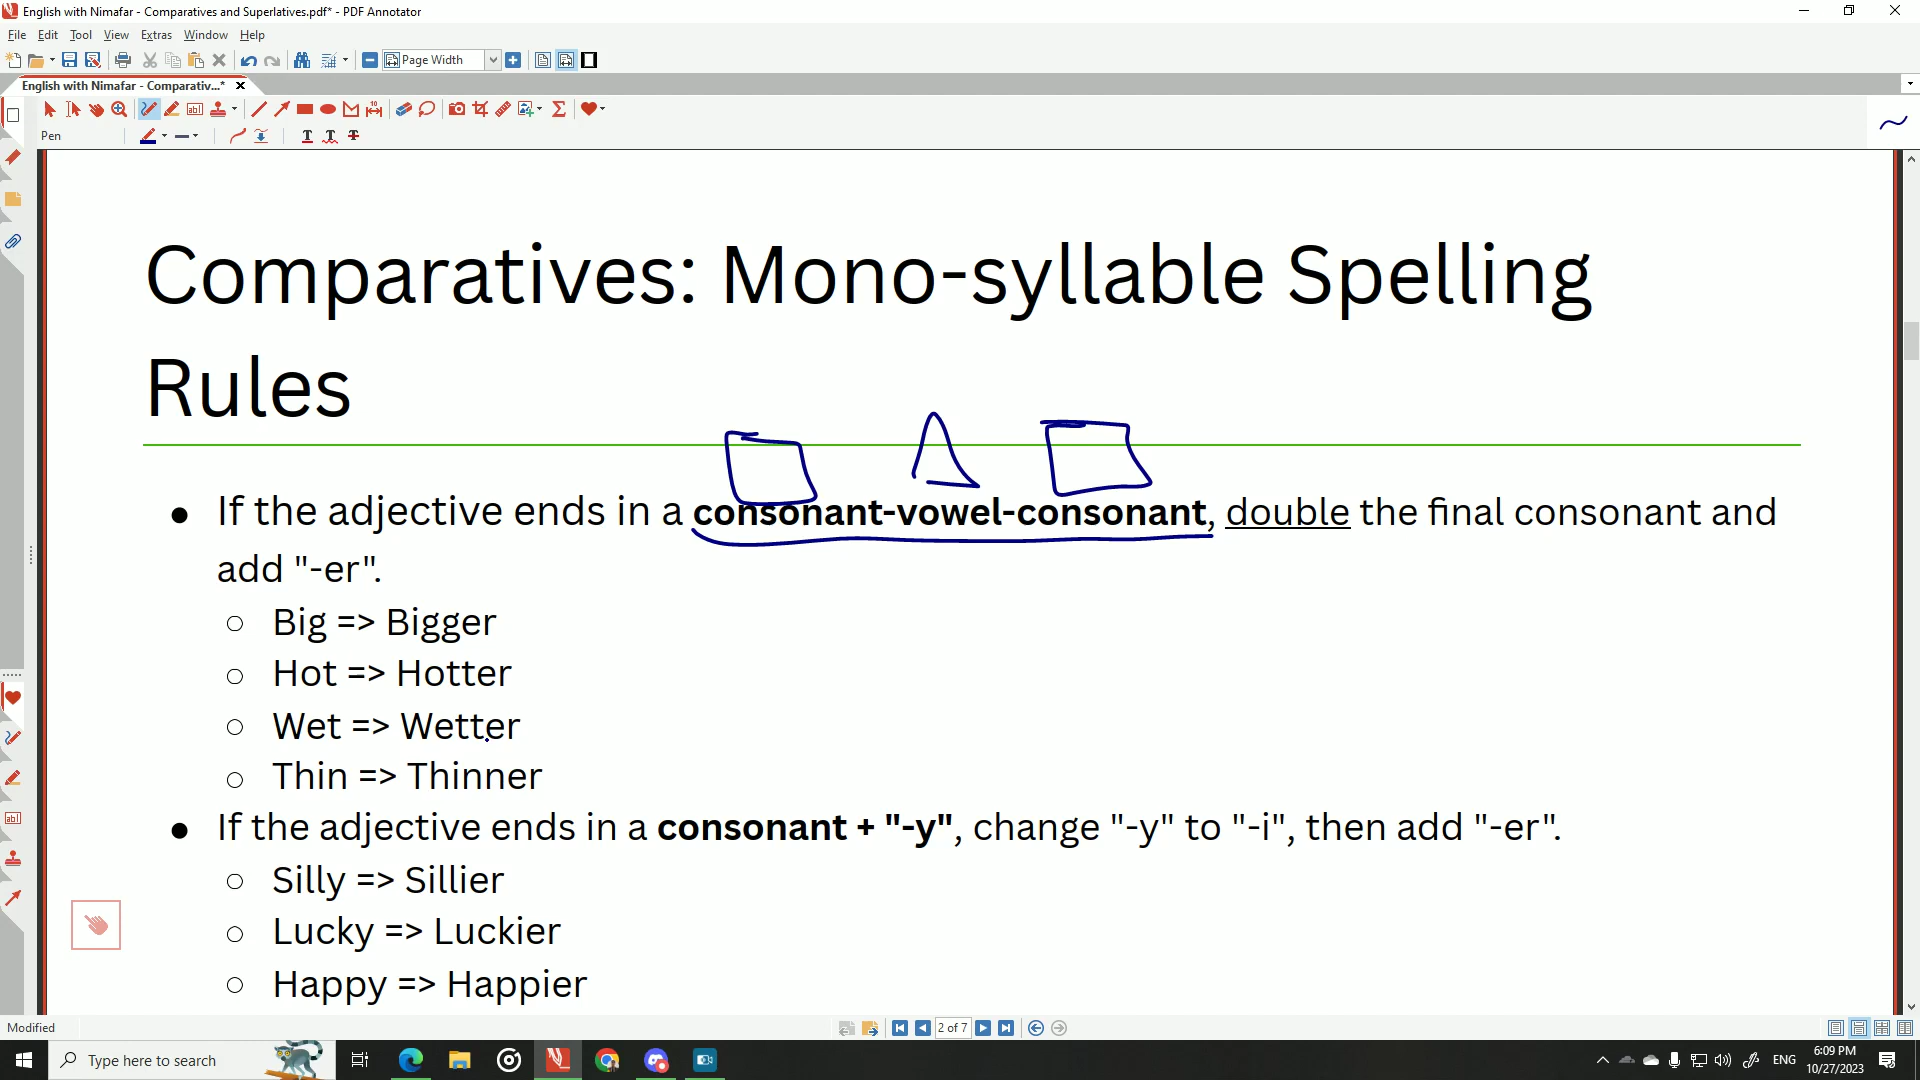 English with Nimafar - Comparatives and Superlatives.pdf* - PDF Annotator
File Edit Tool View Extras Window Help
Page Width
English with Nimafar - Comparativ...*
Pen
Comparatives: Mono-syllable Spelling
Rules
● If the adjective ends in a consonant-vowel-consonant, double the final consonant and
add "-er".
○ Big => Bigger
○ Hot => Hotter
○ Wet => Wetter
○ Thin => Thinner
● If the adjective ends in a consonant + "-y", change "-y" to "-i", then add "-er".
○ Silly => Sillier
○ Lucky => Luckier
○ Happy => Happier
Modified
2 of 7
Type here to search
ENG
6:09 PM
10/27/2023